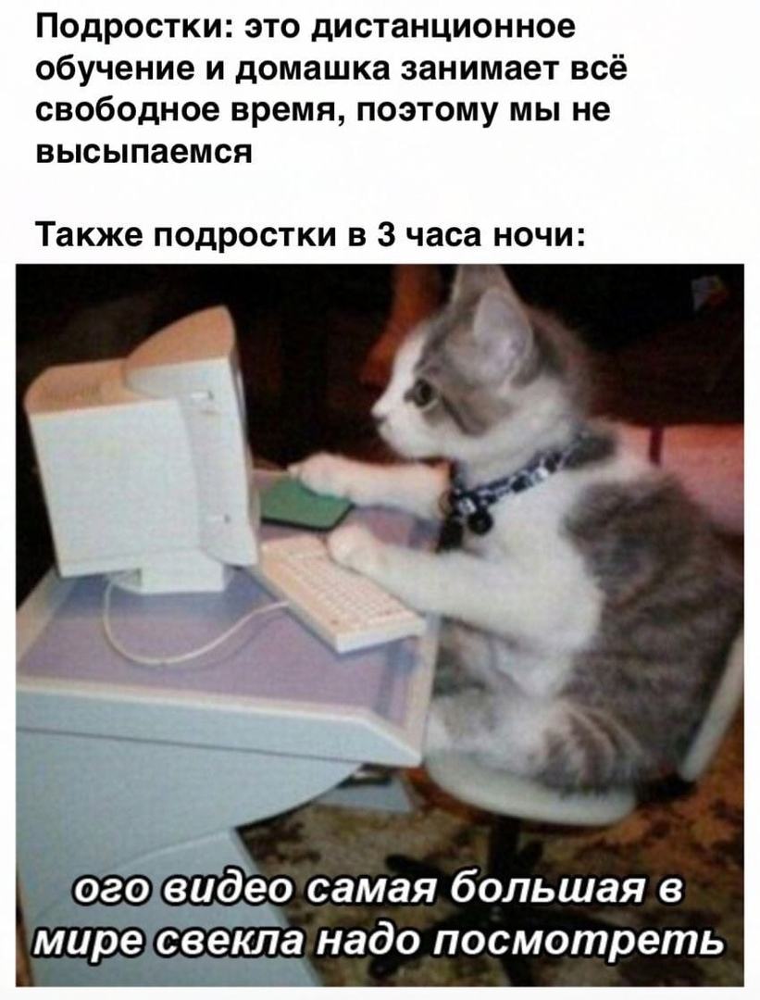 Подростки: это дистанционное
обучение и домашка занимает всё
свободное время, поэтому мы не
высыпаемся
Также подростки в 3 часа ночи:
ого видео самая большая в
мире свекла надо посмотреть